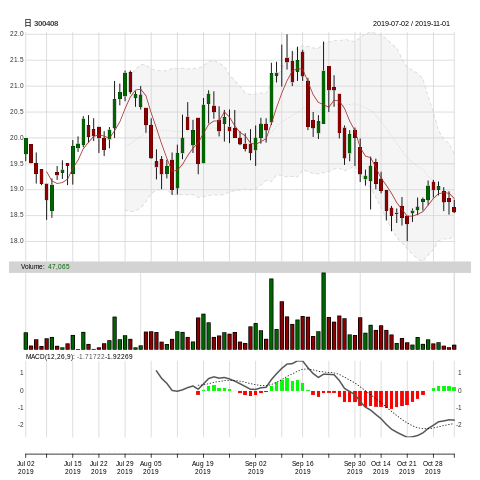 日 300408 2019-07-02 / 2019-11-01
22.0
21.5
21.0
20.5
20.0
19.5
19.0
18.5
18.0
Volume: 47,065
MACD(12,26,9): -1.71722-1.92269
1 1
0 0
-1 -1
-2 -2
Jul 02 Jul 15 Jul 22 Jul 29 Aug 05 Aug 19 Sep 02 Sep 16 Sep 30 Oct 14 Oct 21 Oct 28
2019 2019 2019 2019 2019 2019 2019 2019 2019 2019 2019 2019